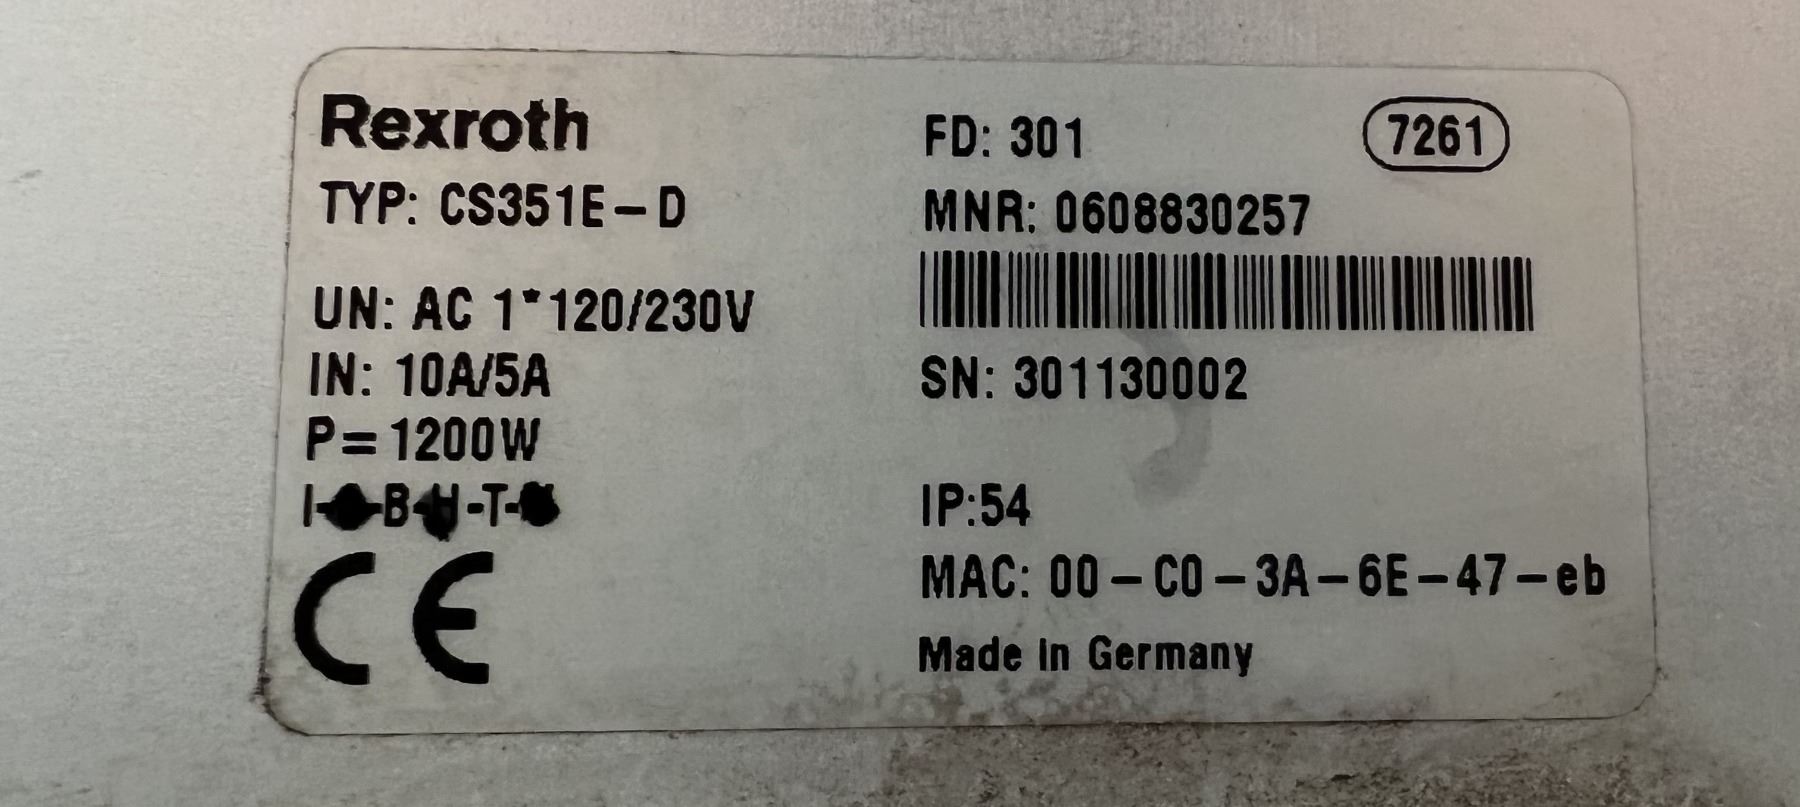 Rexroth
TYP: CS351E-D
UN: AC 1*120/230V
IN: 10A/5A
P=1200W
CE
FD: 301
7261
MNR: 0608830257
SN: 301130002
IP:54
MAC: 00-C0-3A-6E-47-eb
Made in Germany